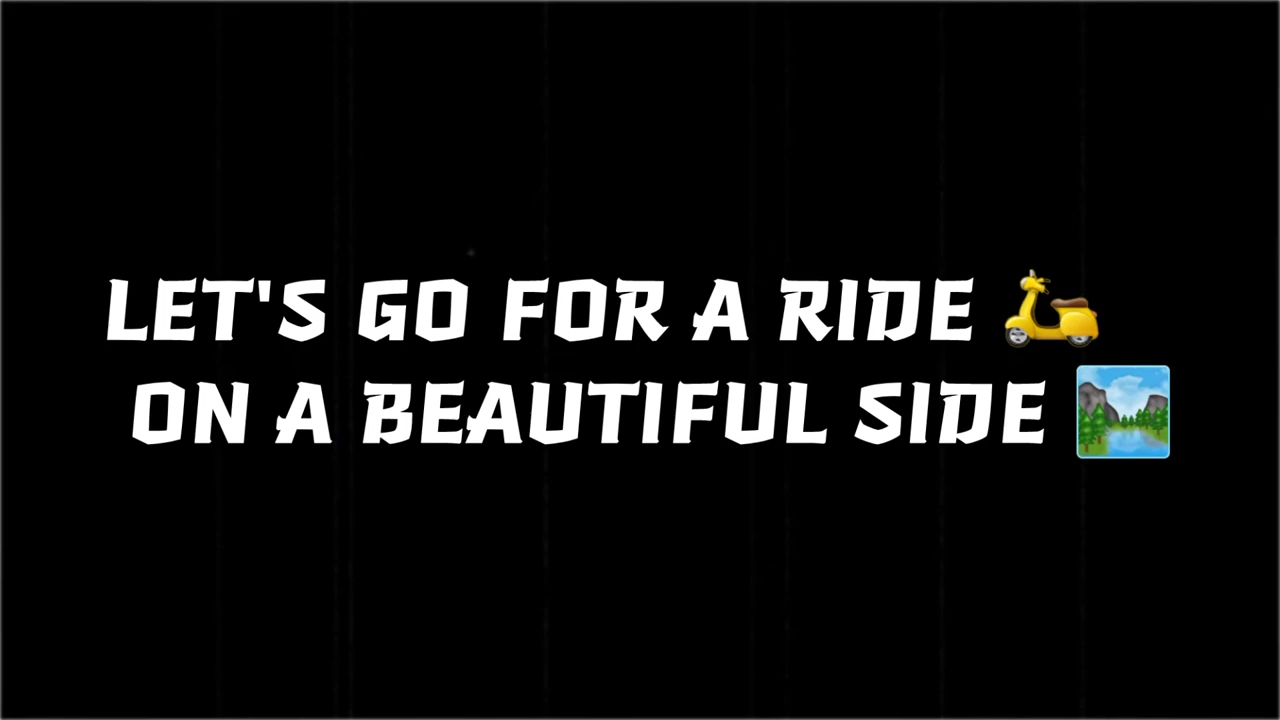 LET'S GO FOR A RIDE 🛵
ON A BEAUTIFUL SIDE 🏞️